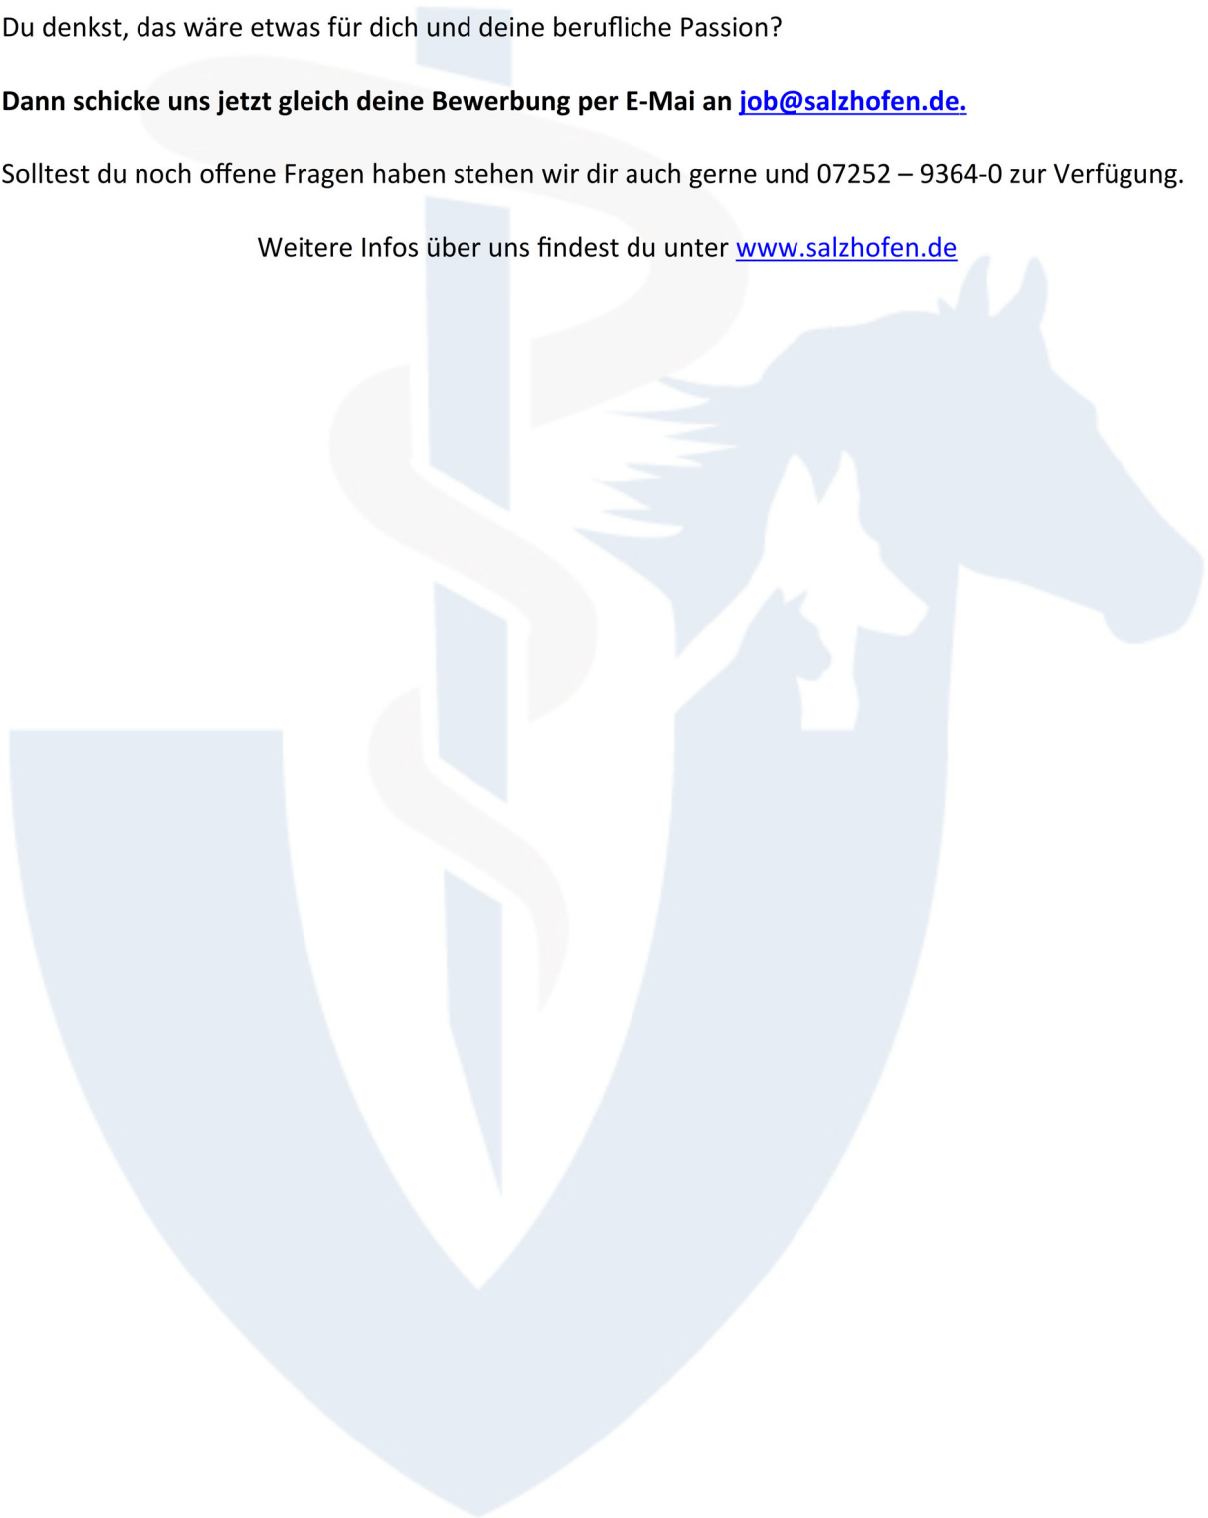 Du denkst, das wäre etwas für dich und deine berufliche Passion?
Dann schicke uns jetzt gleich deine Bewerbung per E-Mai an job@salzhofen.de.
Solltest du noch offene Fragen haben stehen wir dir auch gerne und 07252 – 9364-0 zur Verfügung.
Weitere Infos über uns findest du unter www.salzhofen.de